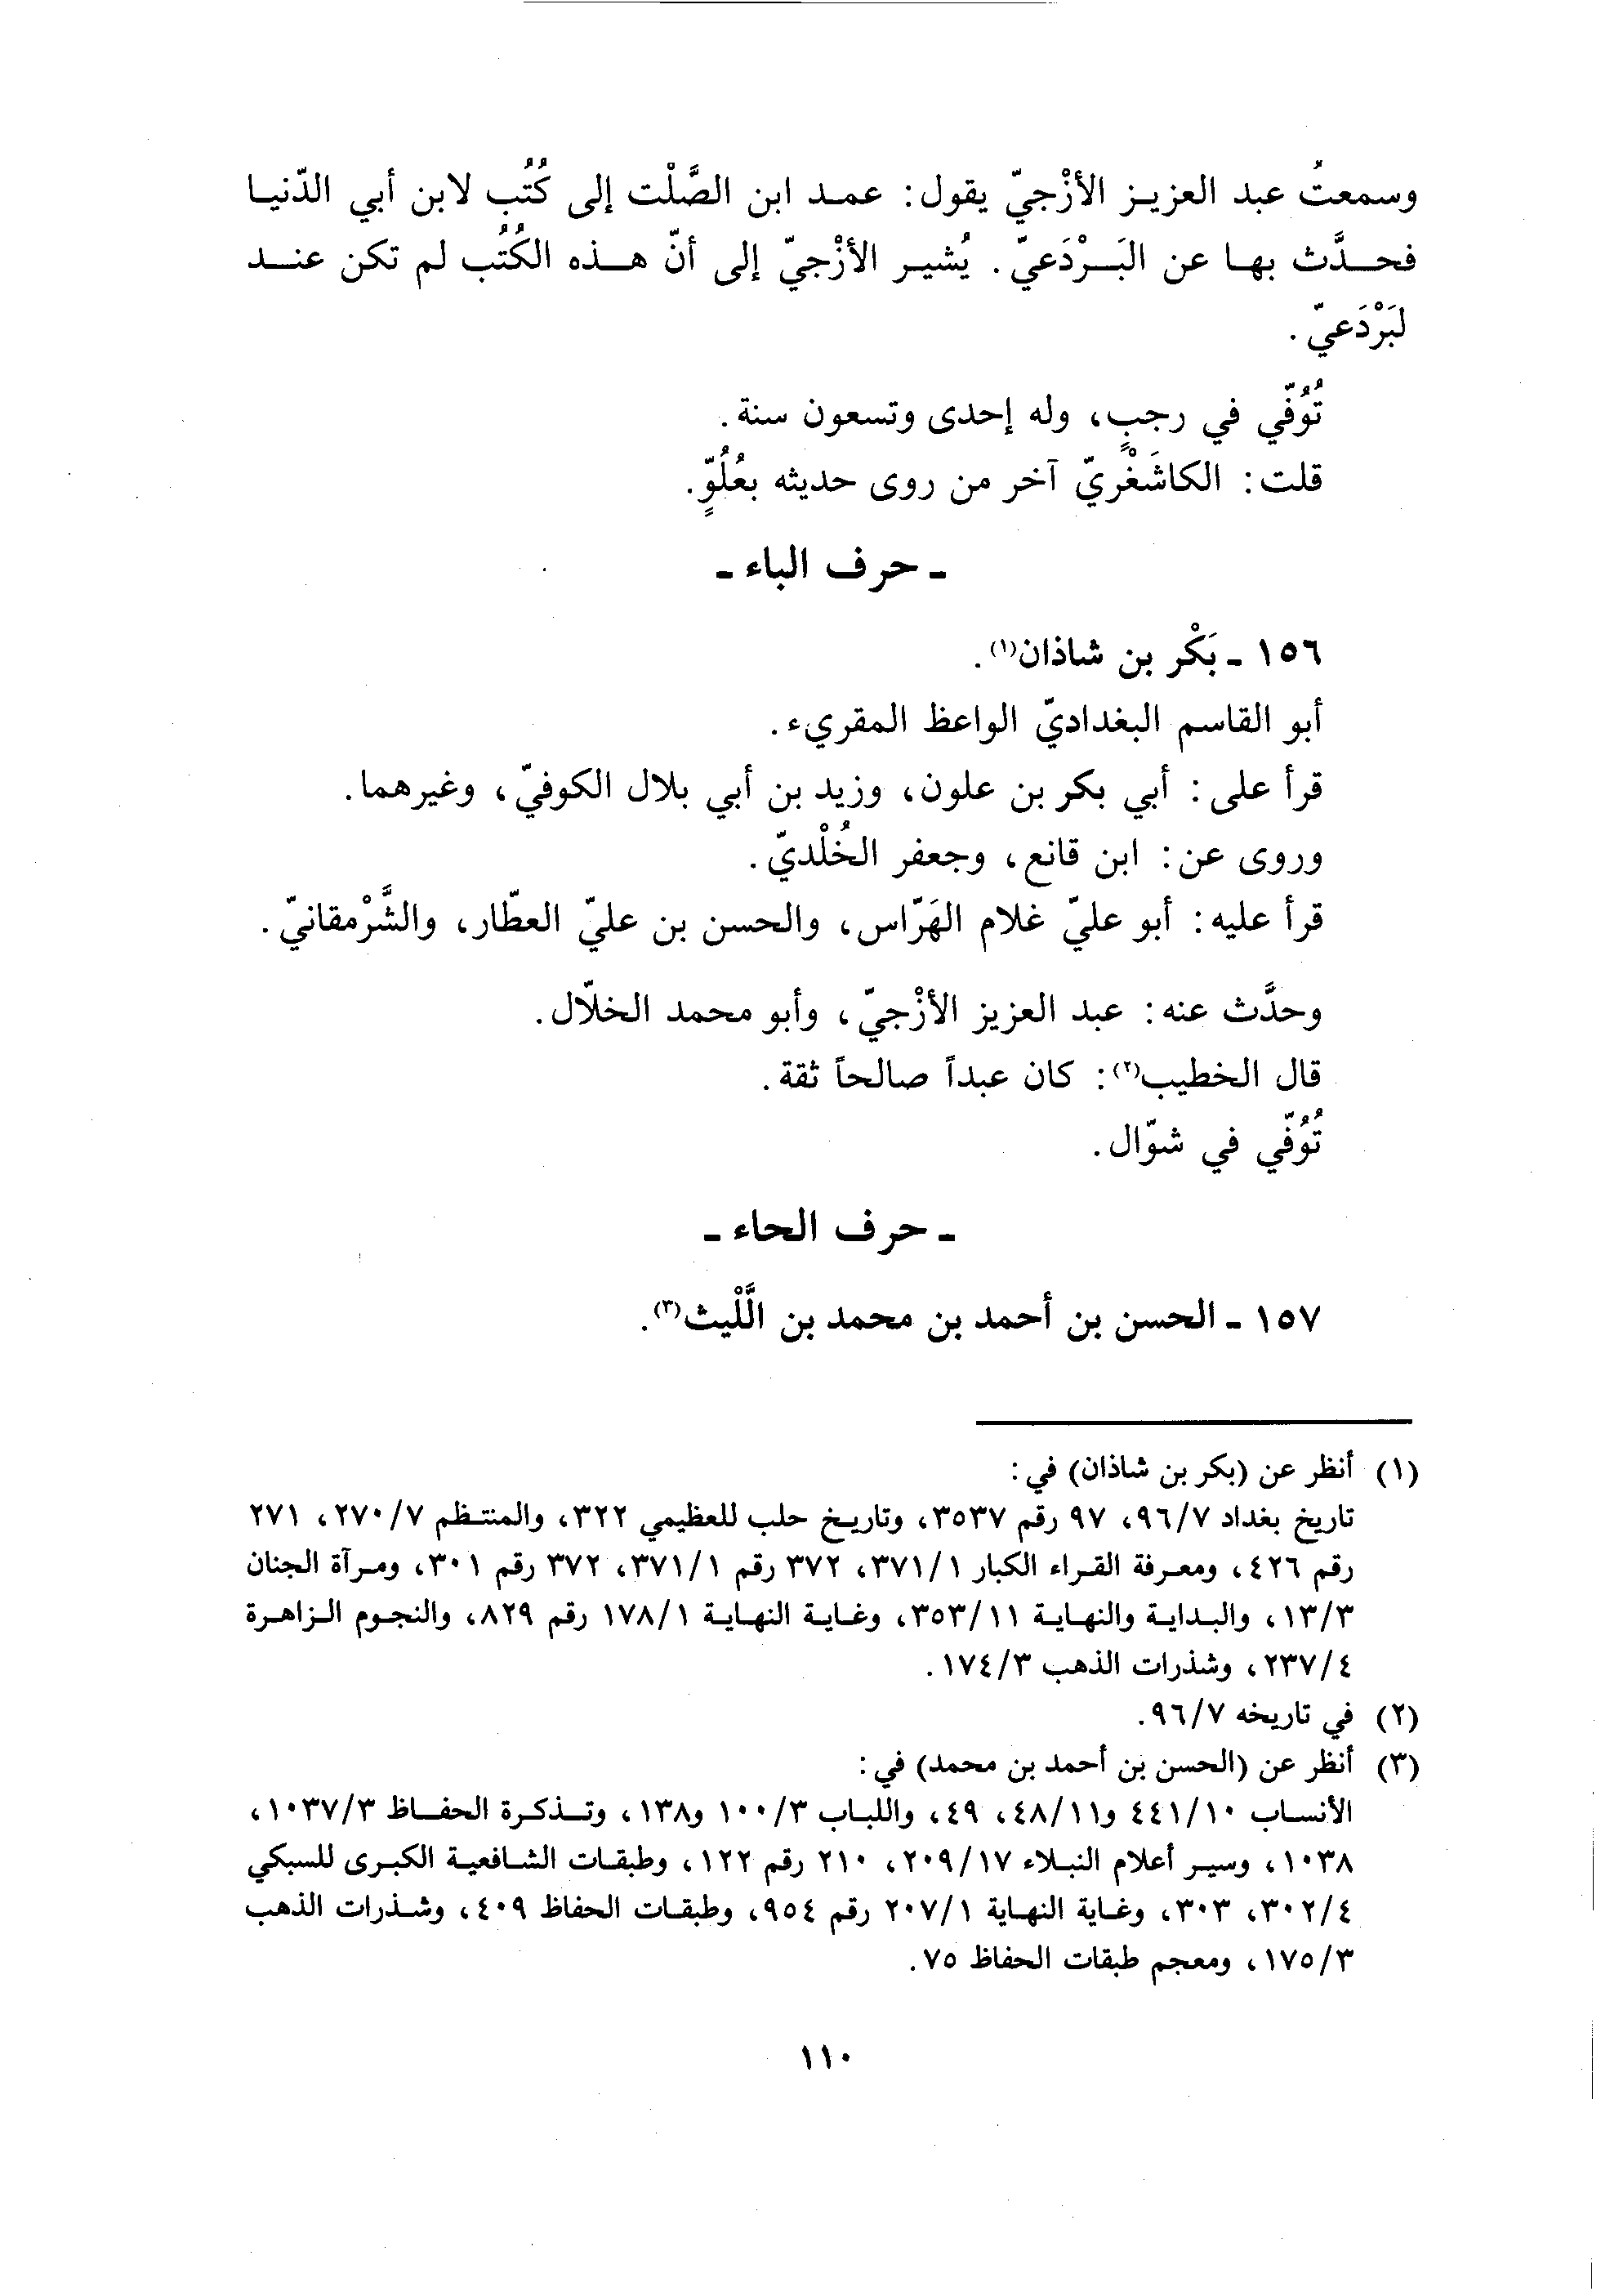 وسمعتُ عبد العزيز الأزْجيّ يقول: عمد ابن الصَّلْت إلى كُتُب لابن أبي الدّنيا
فحدَّث بها عن البَرْدَعيّ. يُشير الأزْجيّ إلى أنّ هذه الكُتُب لم تكن عند
لبَرْدَعيّ.
تُوُفّي في رجبٍ، وله إحدى وتسعون سنة.
قلت: الكاشَغْريّ آخر من روى حديثه بعُلُوٍّ.
ـ حرف الباء ـ
١٥٦ ـ بَكْر بن شاذان(١).
أبو القاسم البغداديّ الواعظ المقريء.
قرأ على: أبي بكر بن علون، وزيد بن أبي بلال الكوفيّ، وغيرهما.
وروى عن: ابن قانع، وجعفر الخُلْديّ.
قرأ عليه: أبو عليّ غلام الهَرّاس، والحسن بن عليّ العطّار، والشَّرْمقانيّ.
وحدَّث عنه: عبد العزيز الأزْجيّ، وأبو محمد الخلّال.
قال الخطيب(٢): كان عبداً صالحاً ثقة.
تُوُفّي في شوّال.
ـ حرف الحاء ـ
١٥٧ ـ الحسن بن أحمد بن محمد بن الَّلْيث(٣).
(١) أنظر عن (بكر بن شاذان) في:
تاريخ بغداد ٩٦/٧، ٩٧ رقم ٣٥٣٧، وتاريخ حلب للعظيمي ٣٢٢، والمنتظم ٢٧٠/٧، ٢٧١
رقم ٤٢٦، ومعرفة القراء الكبار ٣٧١/١، ٣٧٢ رقم ٣٧١/١، ٣٧٢ رقم ٣٠١، ومرآة الجنان
١٣/٣، والبداية والنهاية ٣٥٣/١١، وغاية النهاية ١٧٨/١ رقم ٨٢٩، والنجوم الزاهرة
٢٣٧/٤، وشذرات الذهب ١٧٤/٣.
(٢) في تاريخه ٩٦/٧.
(٣) أنظر عن (الحسن بن أحمد بن محمد) في:
الأنساب ٤٤١/١٠ و٤٨/١١، ٤٩، واللباب ١٠٠/٣ و١٣٨، وتذكرة الحفاظ ١٠٣٧/٣،
١٠٣٨، وسير أعلام النبلاء ٢٠٩/١٧، ٢١٠ رقم ١٢٢، وطبقات الشافعية الكبرى للسبكي
٣٠٢/٤، ٣٠٣، وغاية النهاية ٢٠٧/١ رقم ٩٥٤، وطبقات الحفاظ ٤٠٩، وشذرات الذهب
١٧٥/٣، ومعجم طبقات الحفاظ ٧٥.
١١٠